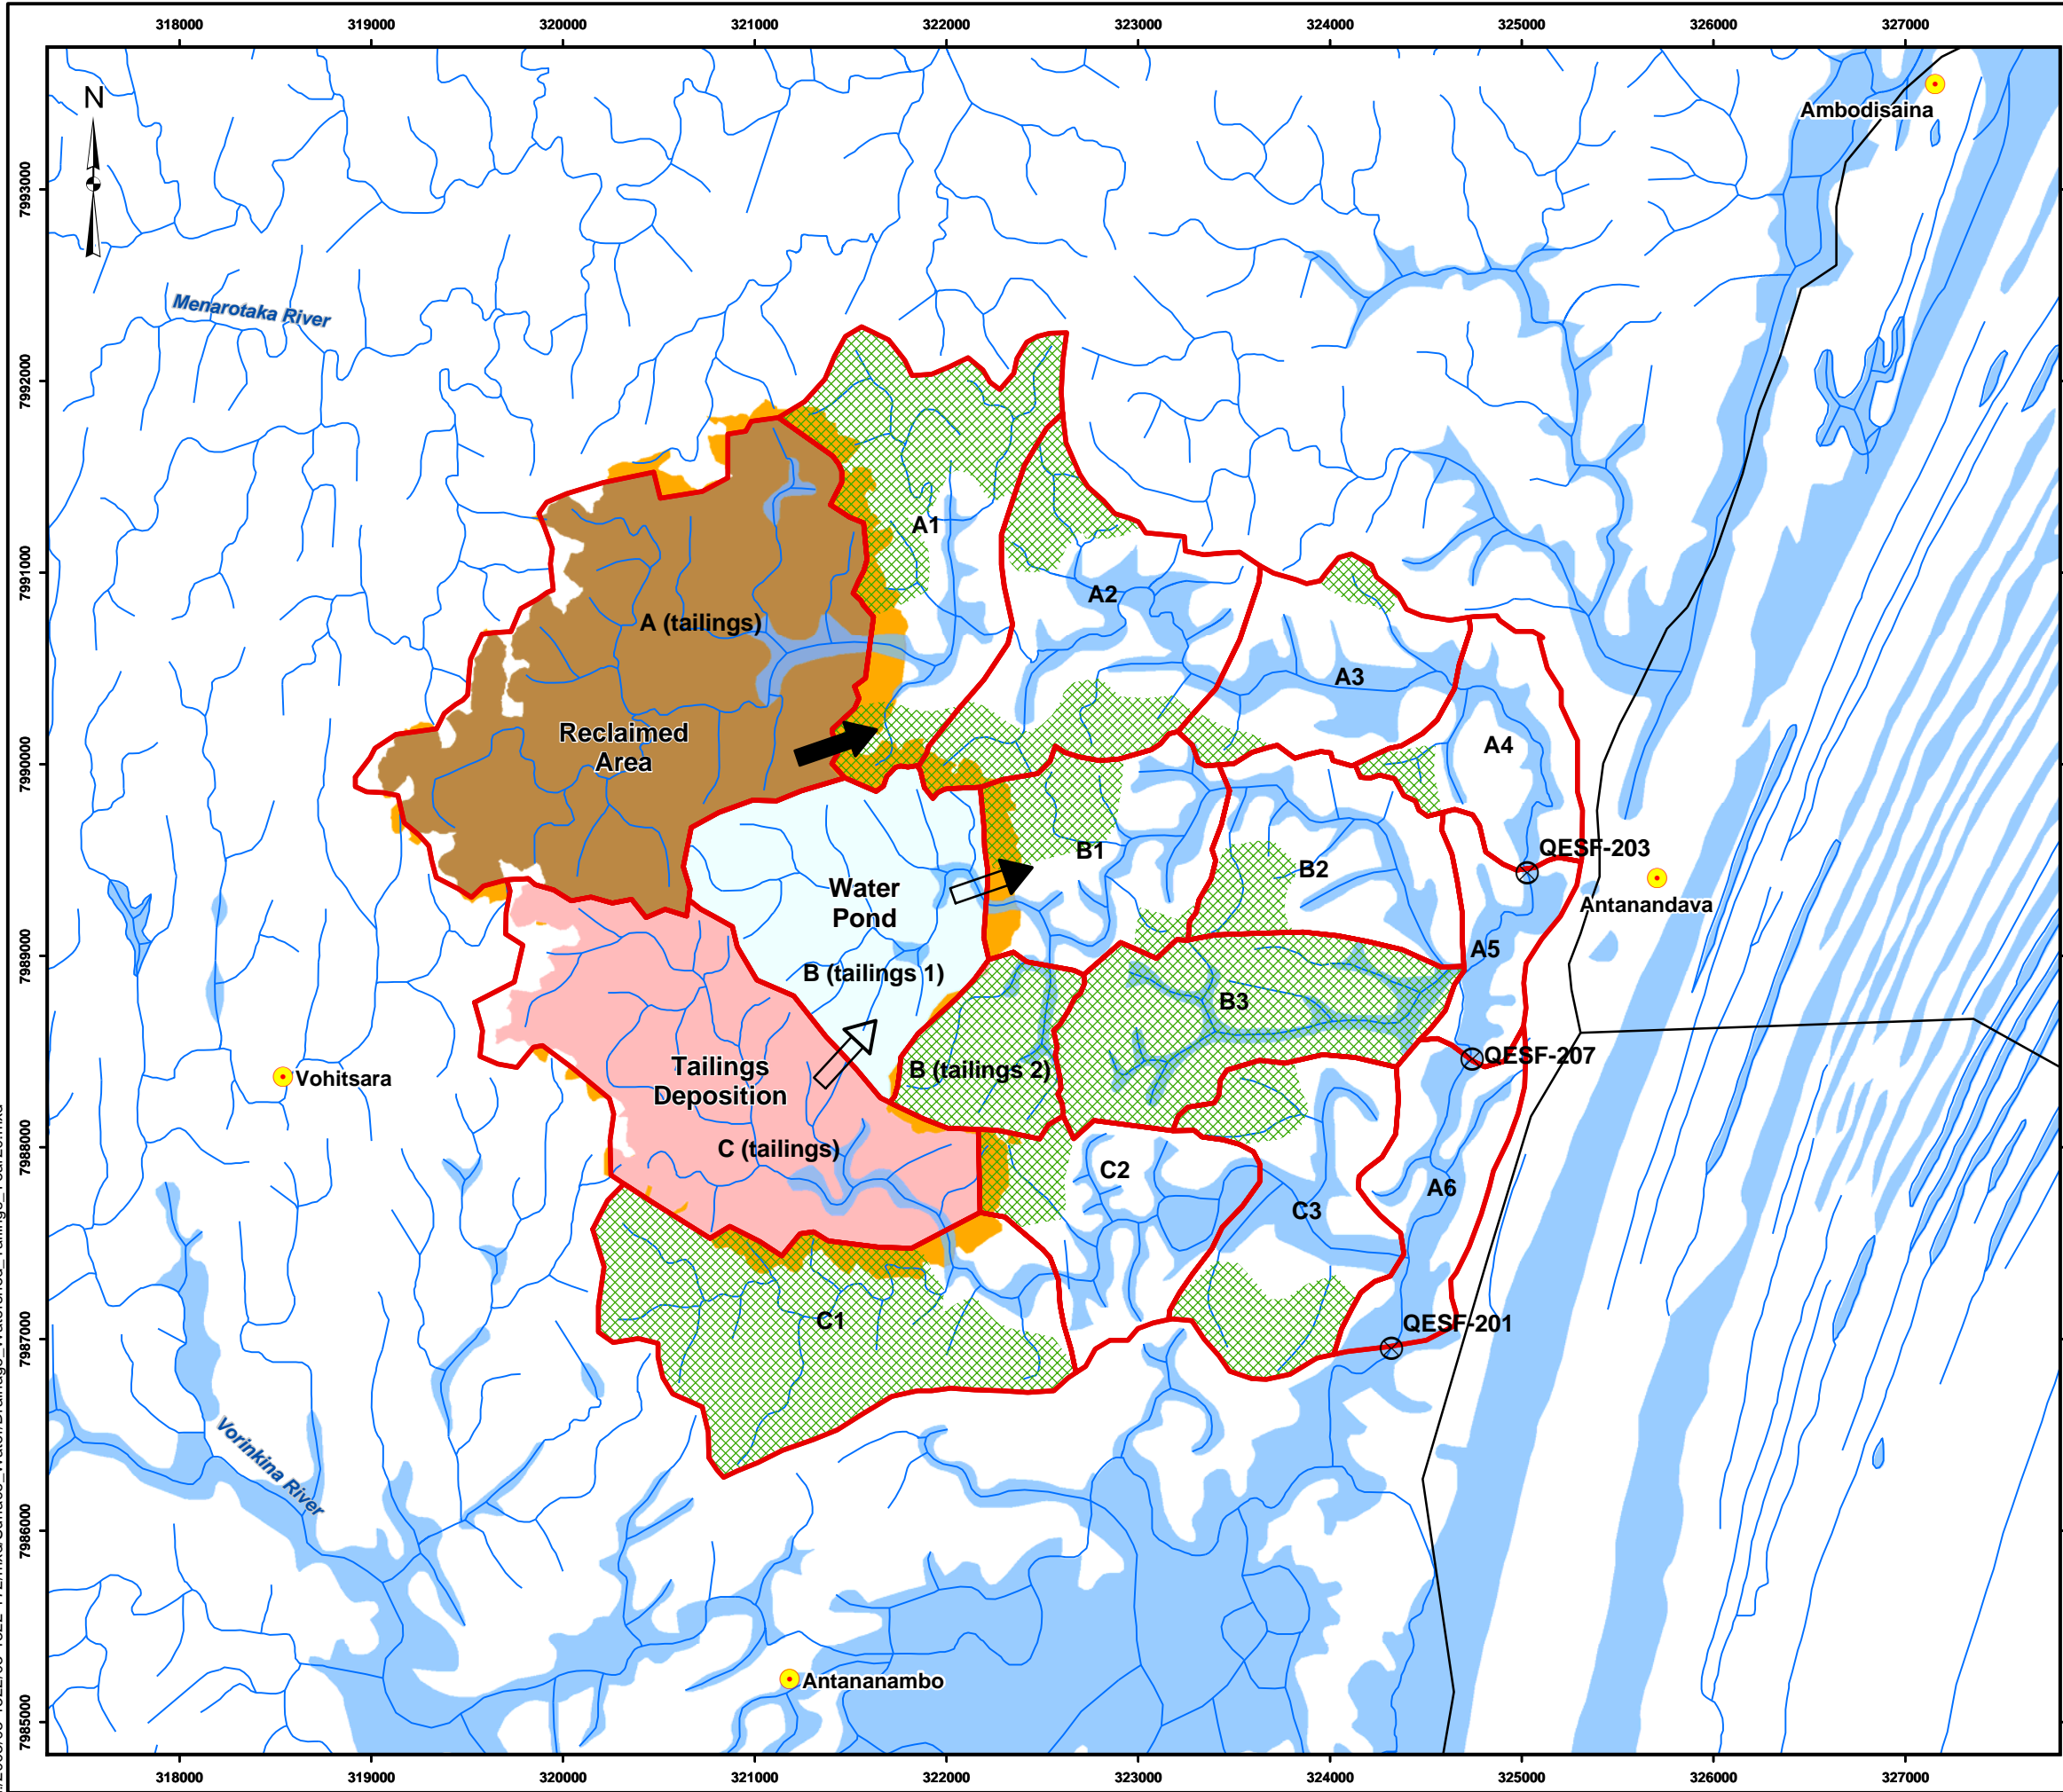 318000 319000 320000 321000 322000 323000 324000 325000 326000 327000
N
Ambodisaina
7993000
Menarotaka River
7992000
A1
7991000
A2
A (tailings)
A3
Reclaimed
Area
A4
7990000
B1
QESF-203
B2
Water
Pond
Antanandava
7989000
A5
B (tailings 1)
B3
QESF-207
Tailings
Deposition
B (tailings 2)
Vohitsara
7988000
C (tailings)
C2
A6
C3
C1
QESF-201
7987000
Vorinkina River
7986000
Antananambo
7985000
318000 319000 320000 321000 322000 323000 324000 325000 326000 327000